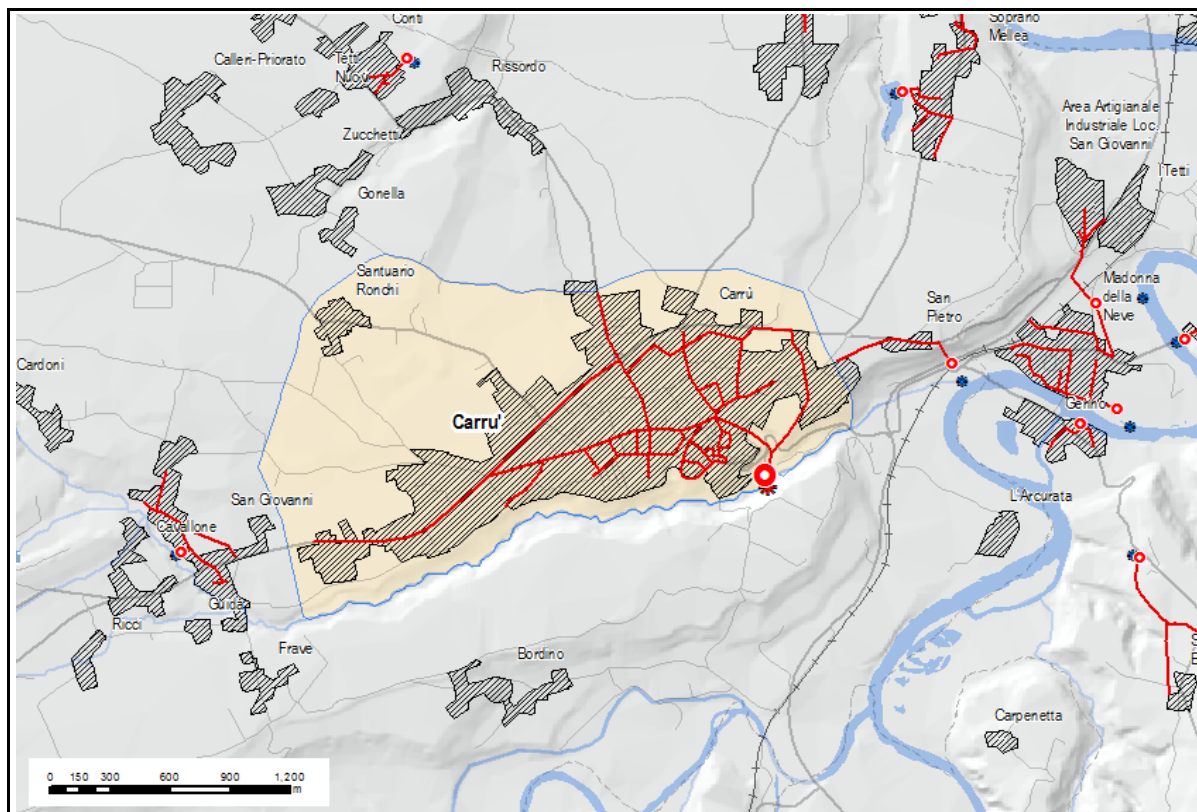 Conti
Soprano
Mellea
Calleri-Priorato
Tetti
Nuovi
Rissordo
Area Artigianale
Industriale Loc.
San Giovanni
Zucchetti
I Tetti
Gonella
Santuario
Ronchi
Carrù
San
Pietro
Madonna
della
Neve
Cardoni
Carru'
Gerino
San Giovanni
L'Arcurata
Cavallone
Guida
Ricci
Frave
Bordino
Carpenetta
0 150 300 600 900 1,200
m